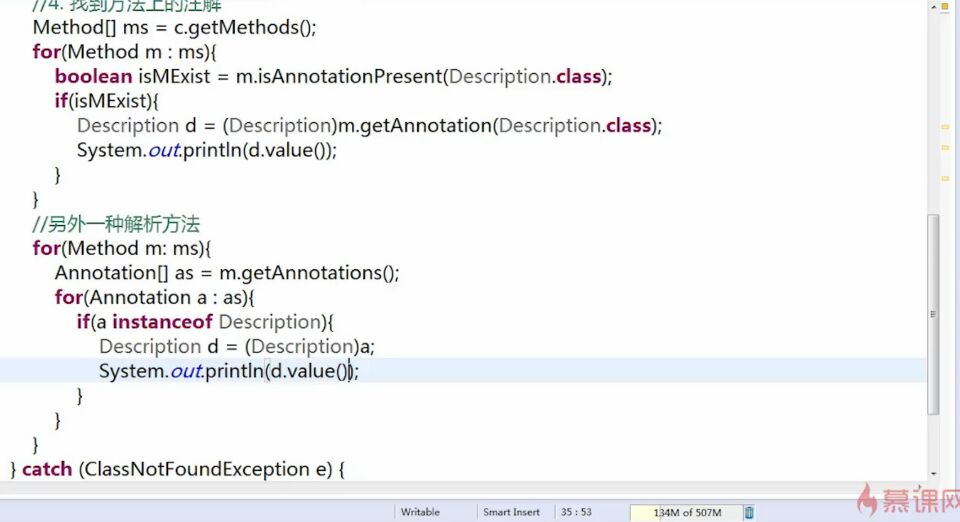 //4. 找到方法上的注解
Method[] ms = c.getMethods();
for(Method m : ms){
boolean isMExist = m.isAnnotationPresent(Description.class);
if(isMExist){
Description d = (Description)m.getAnnotation(Description.class);
System.out.println(d.value());
}
}
//另外一种解析方法
for(Method m: ms){
Annotation[] as = m.getAnnotations();
for(Annotation a : as){
if(a instanceof Description){
Description d = (Description)a;
System.out.println(d.value());
}
}
}
} catch (ClassNotFoundException e) {
慕课网
Writable Smart Insert 35 : 53 134M of 507M